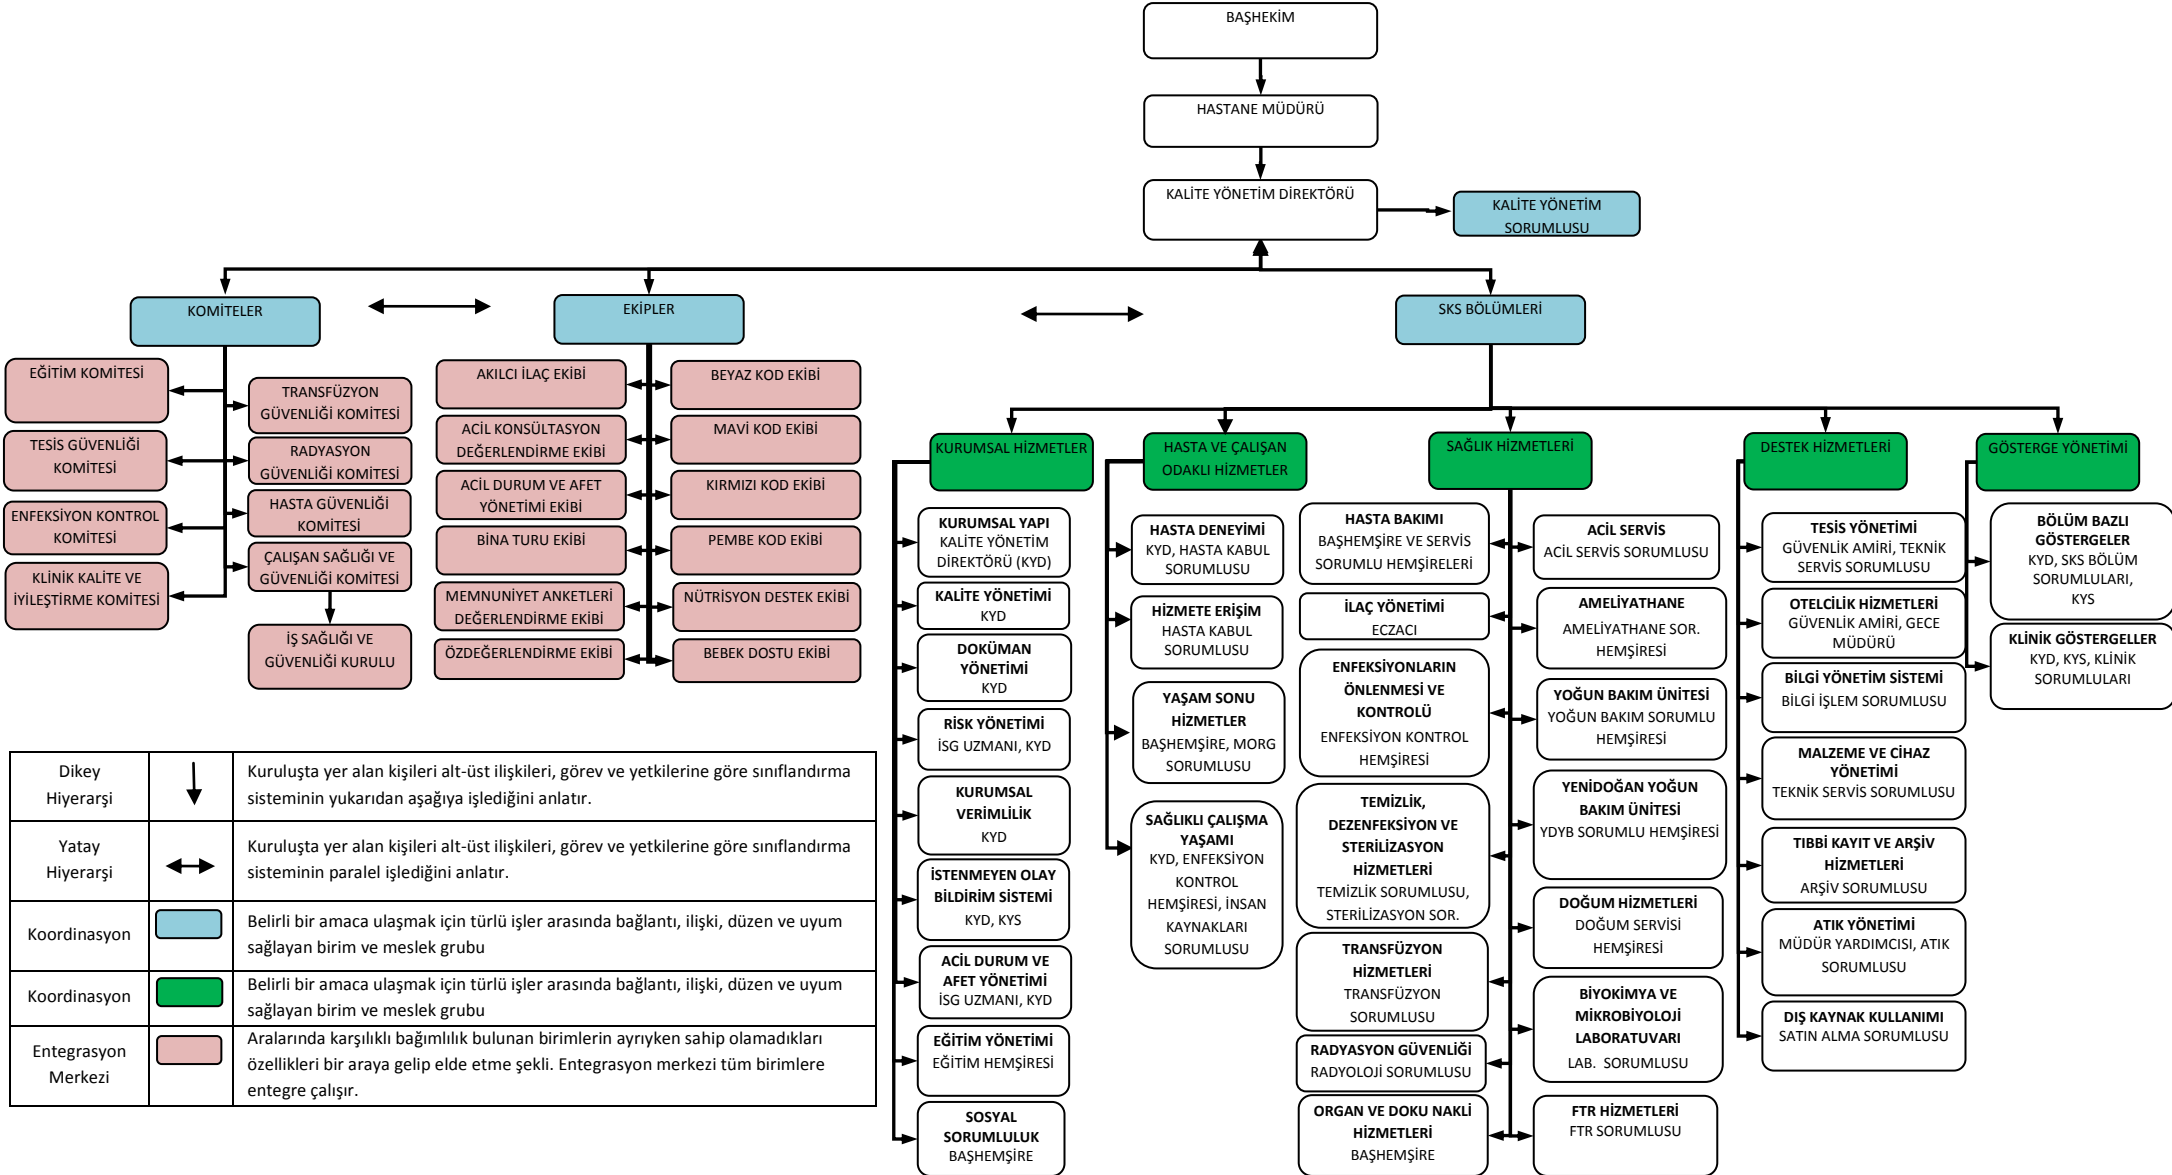 BAŞHEKİM
HASTANE MÜDÜRÜ
KALİTE YÖNETİM DİREKTÖRÜ
KALİTE YÖNETİM
SORUMLUSU
KOMİTELER
EKİPLER
SKS BÖLÜMLERİ
EĞİTİM KOMİTESİ
TESİS GÜVENLİĞİ
KOMİTESİ
ENFEKSİYON KONTROL
KOMİTESİ
KLİNİK KALİTE VE
İYİLEŞTİRME KOMİTESİ
TRANSFÜZYON
GÜVENLİĞİ KOMİTESİ
RADYASYON
GÜVENLİĞİ KOMİTESİ
HASTA GÜVENLİĞİ
KOMİTESİ
ÇALIŞAN SAĞLIĞI VE
GÜVENLİĞİ KOMİTESİ
İŞ SAĞLIĞI VE
GÜVENLİĞİ KURULU
AKILCI İLAÇ EKİBİ
ACİL KONSÜLTASYON
DEĞERLENDİRME EKİBİ
ACİL DURUM VE AFET
YÖNETİMİ EKİBİ
BİNA TURU EKİBİ
MEMNUNİYET ANKETLERİ
DEĞERLENDİRME EKİBİ
ÖZDEĞERLENDİRME EKİBİ
BEYAZ KOD EKİBİ
MAVİ KOD EKİBİ
KIRMIZI KOD EKİBİ
PEMBE KOD EKİBİ
NÜTRİSYON DESTEK EKİBİ
BEBEK DOSTU EKİBİ
KURUMSAL HİZMETLER
KURUMSAL YAPI
KALİTE YÖNETİM
DİREKTÖRÜ (KYD)
KALİTE YÖNETİMİ
KYD
DOKÜMAN
YÖNETİMİ
KYD
RİSK YÖNETİMİ
İSG UZMANI, KYD
KURUMSAL
VERİMLİLİK
KYD
İSTENMEYEN OLAY
BİLDİRİM SİSTEMİ
KYD, KYS
ACİL DURUM VE
AFET YÖNETİMİ
İSG UZMANI, KYD
EĞİTİM YÖNETİMİ
EĞİTİM HEMŞİRESİ
SOSYAL
SORUMLULUK
BAŞHEMŞİRE
HASTA VE ÇALIŞAN
ODAKLI HİZMETLER
HASTA DENEYİMİ
KYD, HASTA KABUL
SORUMLUSU
HİZMETE ERİŞİM
HASTA KABUL
SORUMLUSU
YAŞAM SONU
HİZMETLER
BAŞHEMŞİRE, MORG
SORUMLUSU
SAĞLIKLI ÇALIŞMA
YAŞAMI
KYD, ENFEKSİYON
KONTROL
HEMŞİRESİ, İNSAN
KAYNAKLARI
SORUMLUSU
SAĞLIK HİZMETLERİ
HASTA BAKIMI
BAŞHEMŞİRE VE SERVİS
SORUMLU HEMŞİRELERİ
İLAÇ YÖNETİMİ
ECZACI
ENFEKSİYONLARIN
ÖNLENMESİ VE
KONTROLÜ
ENFEKSİYON KONTROL
HEMŞİRESİ
TEMİZLİK,
DEZENFEKSİYON VE
STERİLİZASYON
HİZMETLERİ
TEMİZLİK SORUMLUSU,
STERİLİZASYON SOR.
TRANSFÜZYON
HİZMETLERİ
TRANSFÜZYON
SORUMLUSU
RADYASYON GÜVENLİĞİ
RADYOLOJİ SORUMLUSU
ORGAN VE DOKU NAKLİ
HİZMETLERİ
BAŞHEMŞİRE
ACİL SERVİS
ACİL SERVİS SORUMLUSU
AMELİYATHANE
AMELİYATHANE SOR.
HEMŞİRESİ
YOĞUN BAKIM ÜNİTESİ
YOĞUN BAKIM SORUMLU
HEMŞİRESİ
YENİDOĞAN YOĞUN
BAKIM ÜNİTESİ
YDYB SORUMLU HEMŞİRESİ
DOĞUM HİZMETLERİ
DOĞUM SERVİSİ
HEMŞİRESİ
BİYOKİMYA VE
MİKROBİYOLOJİ
LABORATUVARI
LAB. SORUMLUSU
FTR HİZMETLERİ
FTR SORUMLUSU
DESTEK HİZMETLERİ
TESİS YÖNETİMİ
GÜVENLİK AMİRİ, TEKNİK
SERVİS SORUMLUSU
OTELCİLİK HİZMETLERİ
GÜVENLİK AMİRİ, GECE
MÜDÜRÜ
BİLGİ YÖNETİM SİSTEMİ
BİLGİ İŞLEM SORUMLUSU
MALZEME VE CİHAZ
YÖNETİMİ
TEKNİK SERVİS SORUMLUSU
TIBBİ KAYIT VE ARŞİV
HİZMETLERİ
ARŞİV SORUMLUSU
ATIK YÖNETİMİ
MÜDÜR YARDIMCISI, ATIK
SORUMLUSU
DIŞ KAYNAK KULLANIMI
SATIN ALMA SORUMLUSU
GÖSTERGE YÖNETİMİ
BÖLÜM BAZLI
GÖSTERGELER
KYD, SKS BÖLÜM
SORUMLULARI,
KYS
KLİNİK GÖSTERGELLER
KYD, KYS, KLİNİK
SORUMLULARI
Dikey
Hiyerarşi
Kuruluşta yer alan kişileri alt-üst ilişkileri, görev ve yetkilerine göre sınıflandırma
sisteminin yukarıdan aşağıya işlediğini anlatır.
Yatay
Hiyerarşi
Kuruluşta yer alan kişileri alt-üst ilişkileri, görev ve yetkilerine göre sınıflandırma
sisteminin paralel işlediğini anlatır.
Koordinasyon
Belirli bir amaca ulaşmak için türlü işler arasında bağlantı, ilişki, düzen ve uyum
sağlayan birim ve meslek grubu
Koordinasyon
Belirli bir amaca ulaşmak için türlü işler arasında bağlantı, ilişki, düzen ve uyum
sağlayan birim ve meslek grubu
Entegrasyon
Merkezi
Aralarında karşılıklı bağımlılık bulunan birimlerin ayrıyken sahip olamadıkları
özellikleri bir araya gelip elde etme şekli. Entegrasyon merkezi tüm birimlere
entegre çalışır.